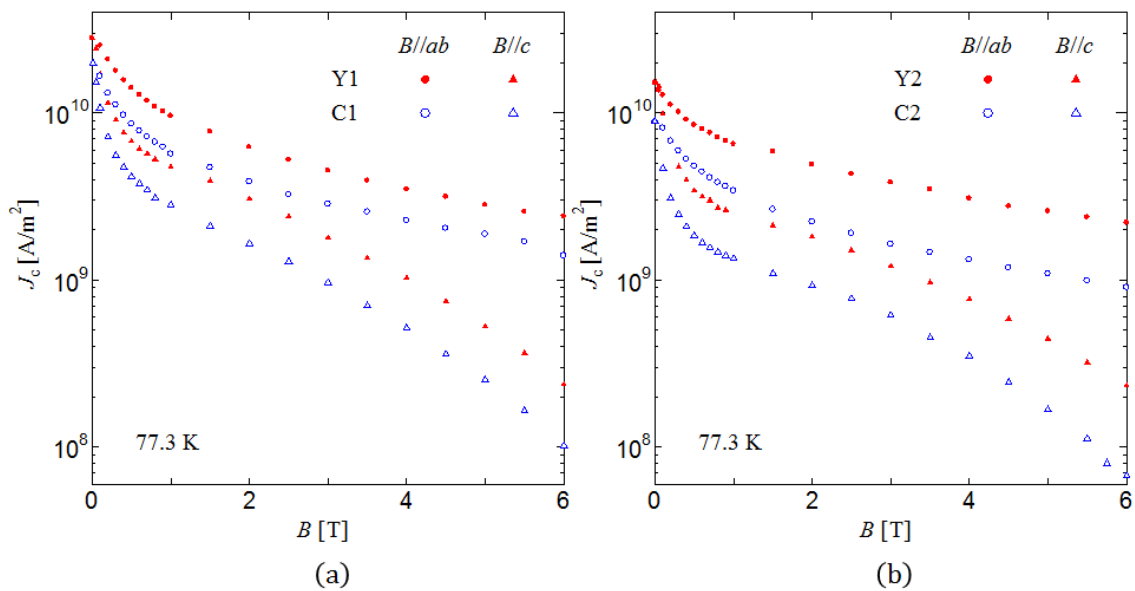 B//ab B//c
Y1
C1
10^10
10^9
10^8
J_c [A/m^2]
77.3 K
0 2 4 6
B [T]
(a)
B//ab B//c
Y2
C2
10^10
10^9
10^8
J_c [A/m^2]
77.3 K
0 2 4 6
B [T]
(b)